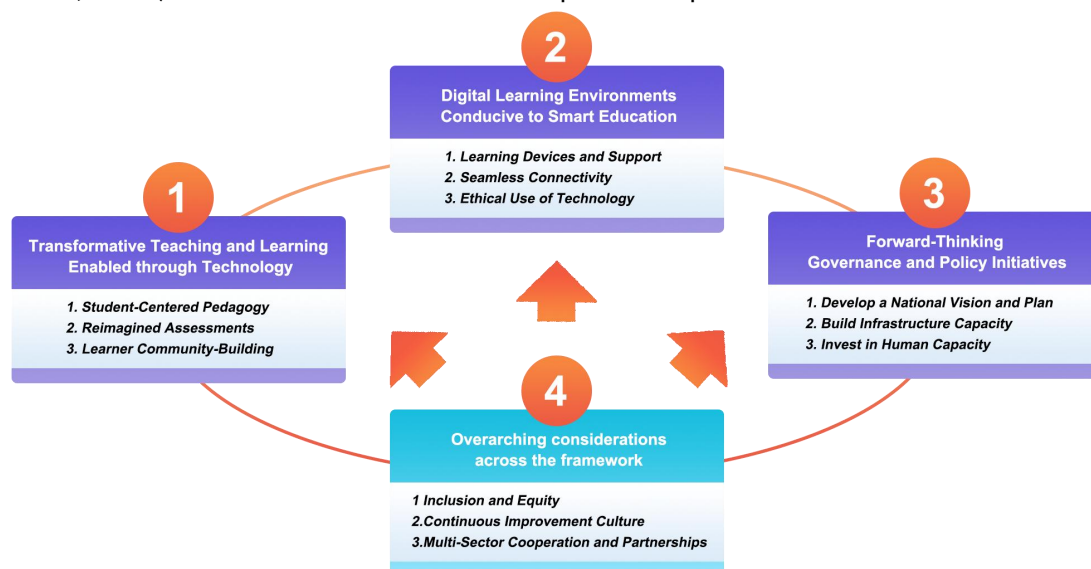 1
Transformative Teaching and Learning
Enabled through Technology
1. Student-Centered Pedagogy
2. Reimagined Assessments
3. Learner Community-Building
2
Digital Learning Environments
Conducive to Smart Education
1. Learning Devices and Support
2. Seamless Connectivity
3. Ethical Use of Technology
3
Forward-Thinking
Governance and Policy Initiatives
1. Develop a National Vision and Plan
2. Build Infrastructure Capacity
3. Invest in Human Capacity
4
Overarching considerations
across the framework
1 Inclusion and Equity
2.Continuous Improvement Culture
3.Multi-Sector Cooperation and Partnerships